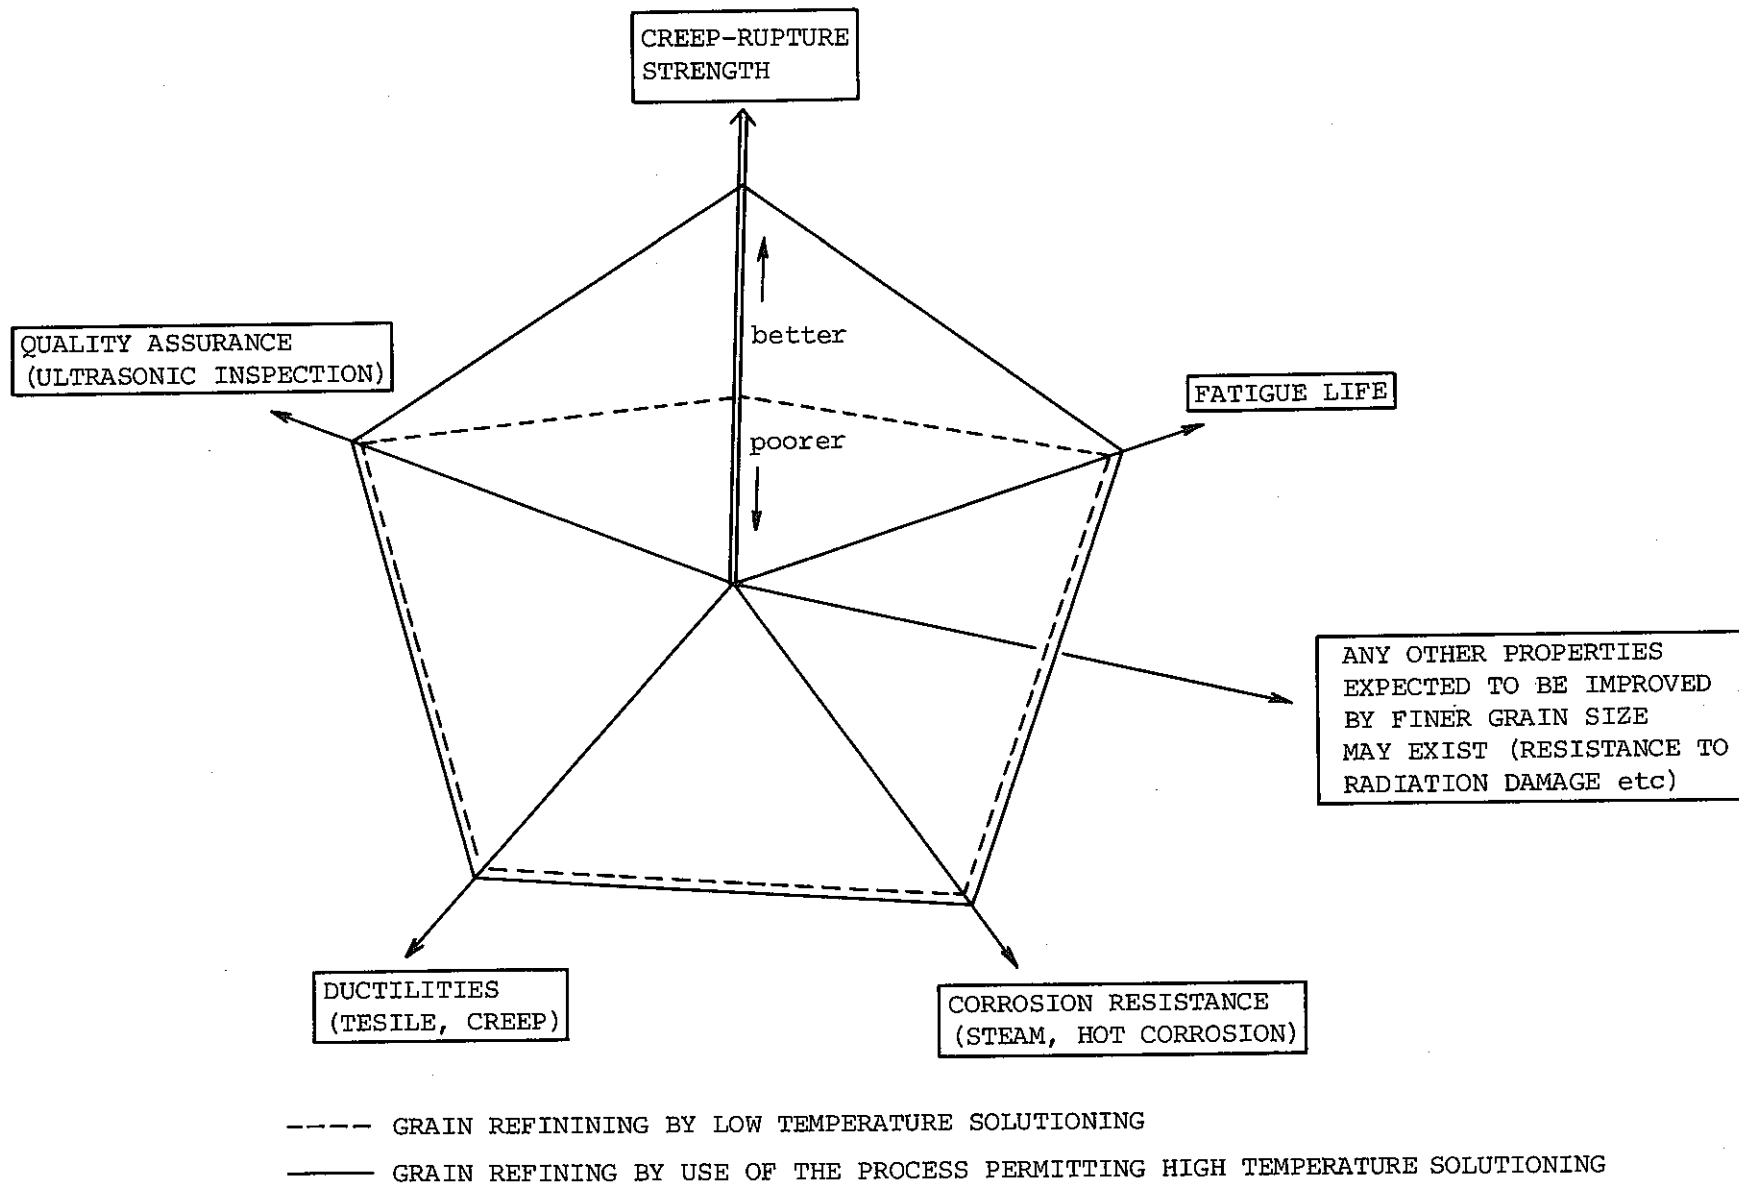 CREEP-RUPTURE
STRENGTH
better
QUALITY ASSURANCE
(ULTRASONIC INSPECTION)
FATIGUE LIFE
poorer
ANY OTHER PROPERTIES
EXPECTED TO BE IMPROVED
BY FINER GRAIN SIZE
MAY EXIST (RESISTANCE TO
RADIATION DAMAGE etc)
DUCTILITIES
(TESILE, CREEP)
CORROSION RESISTANCE
(STEAM, HOT CORROSION)
GRAIN REFININING BY LOW TEMPERATURE SOLUTIONING
GRAIN REFINING BY USE OF THE PROCESS PERMITTING HIGH TEMPERATURE SOLUTIONING